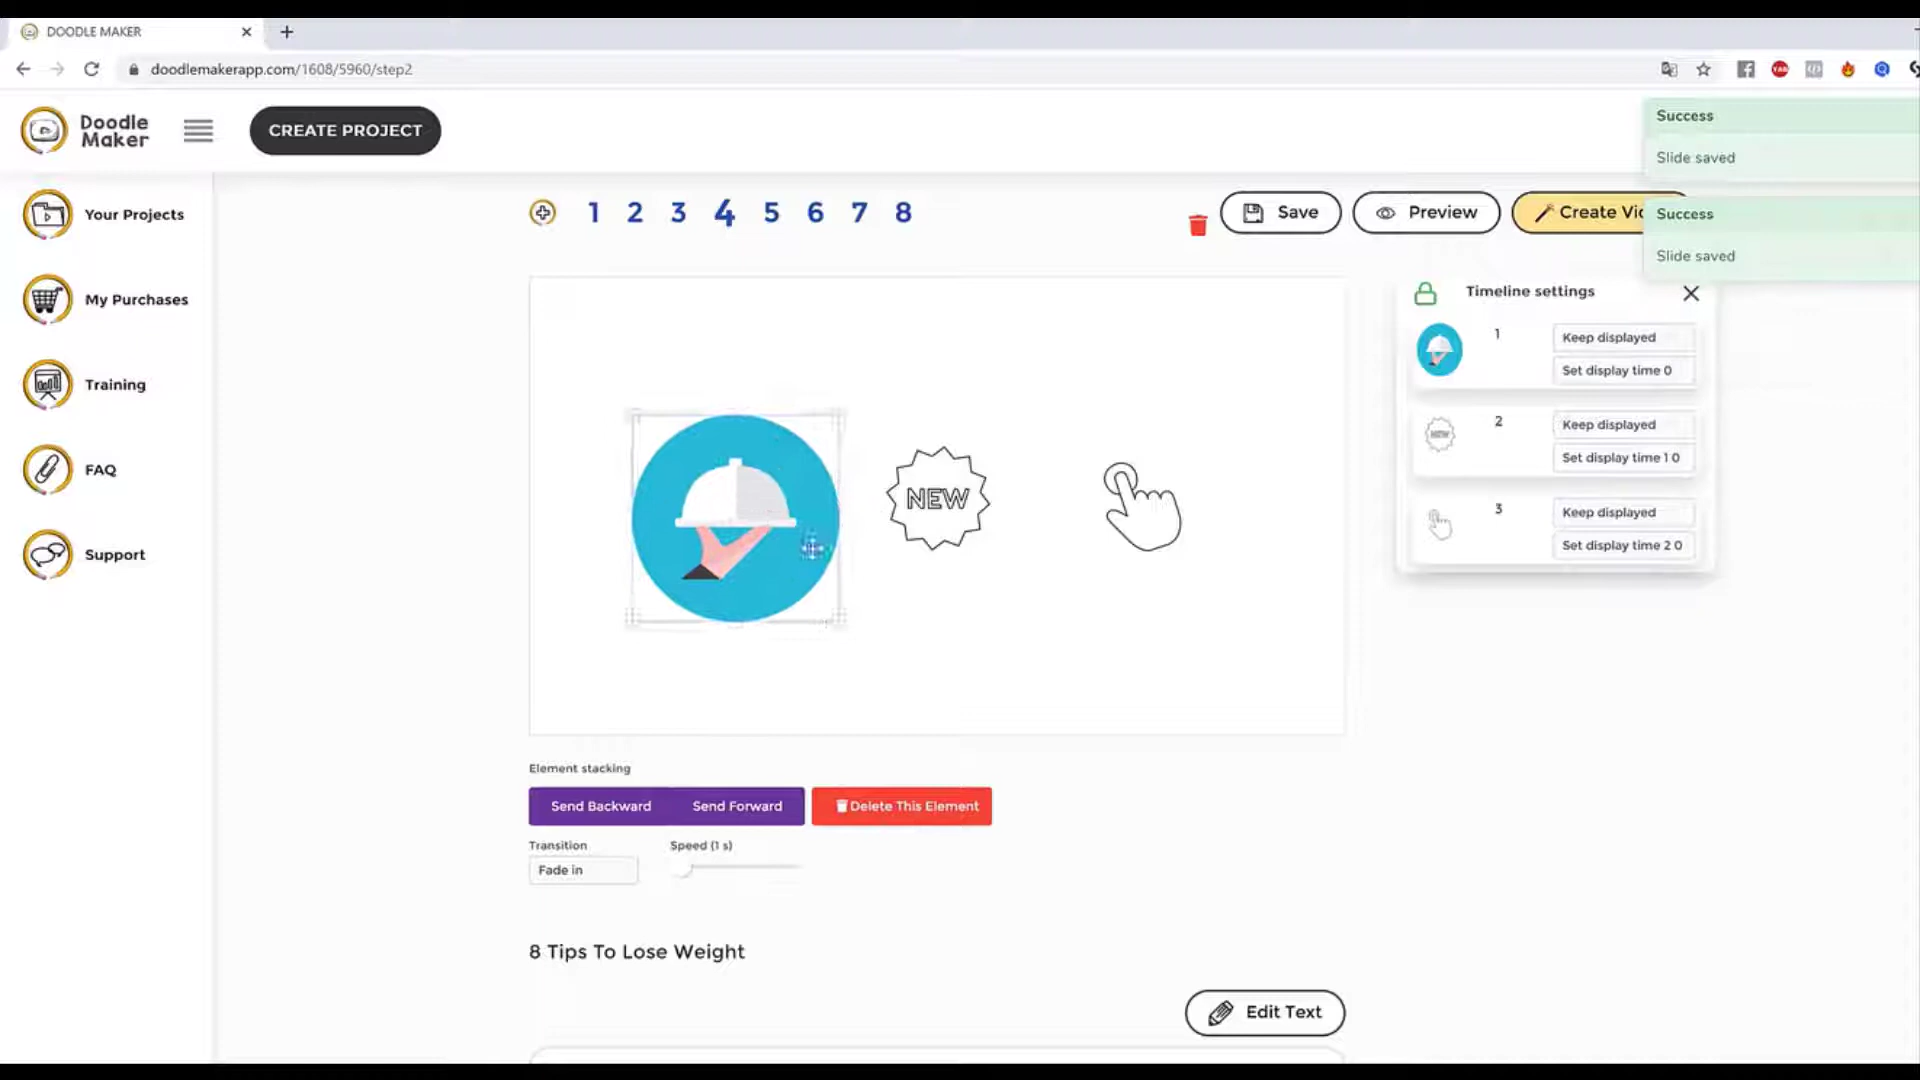 DOODLE MAKER
doodlemakerapp.com/1608/5960/step2
Doodle
Maker
CREATE PROJECT
Success
Slide saved
Success
Slide saved
Your Projects
My Purchases
Training
FAQ
Support
1 2 3 4 5 6 7 8
Save
Preview
Create Vic
NEW
Timeline settings
1
Keep displayed
Set display time 0
2
NEW
Keep displayed
Set display time 1 0
3
Keep displayed
Set display time 2 0
Element stacking
Send Backward
Send Forward
Delete This Element
Transition
Speed (1 s)
Fade in
8 Tips To Lose Weight
Edit Text